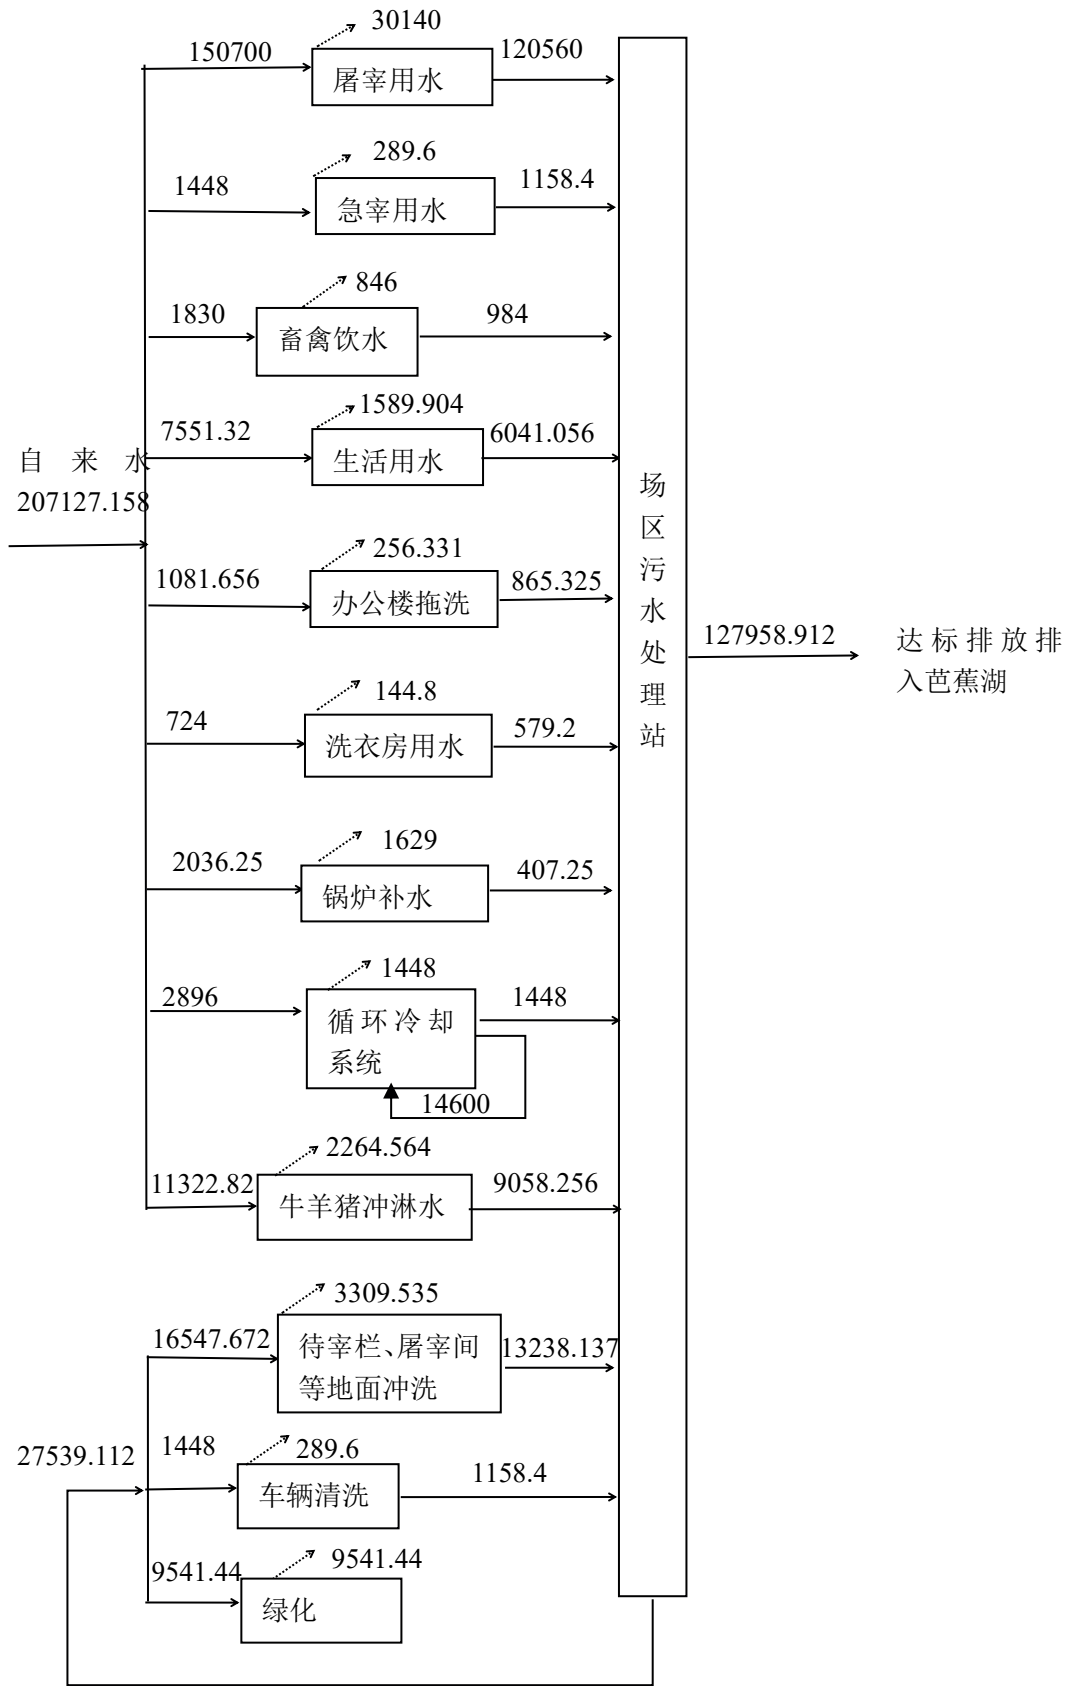 30140
150700
屠宰用水
120560
289.6
1448
急宰用水
1158.4
846
1830
畜禽饮水
984
1589.904
7551.32
生活用水
6041.056
自来水
207127.158
256.331
1081.656
办公楼拖洗
865.325
144.8
724
洗衣房用水
579.2
1629
2036.25
锅炉补水
407.25
1448
2896
循环冷却
系统
1448
14600
2264.564
11322.82
牛羊猪冲淋水
9058.256
3309.535
16547.672
待宰栏、屠宰间
等地面冲洗
13238.137
27539.112
289.6
1448
车辆清洗
1158.4
9541.44
9541.44
绿化
场
区
污
水
处
理
站
127958.912
达标排放排
入芭蕉湖